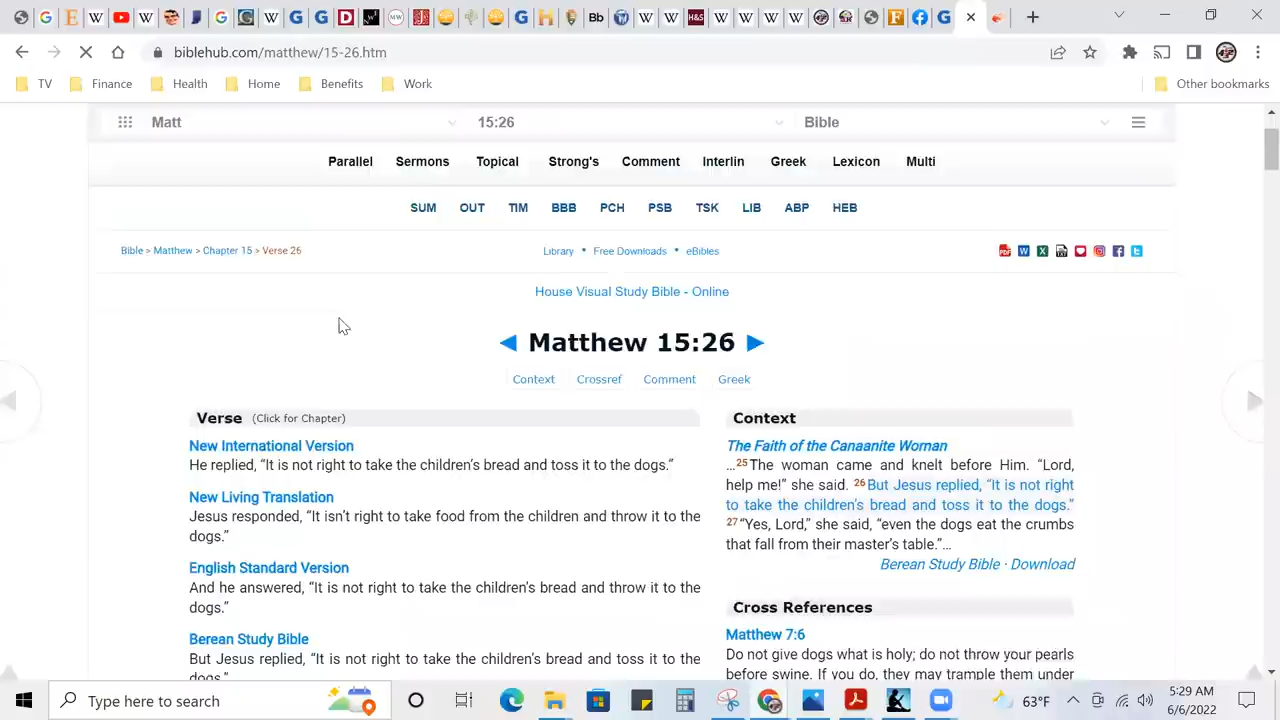 biblehub.com/matthew/15-26.htm
TV Finance Health Home Benefits Work Other bookmarks
Matt 15:26 Bible
Parallel Sermons Topical Strong's Comment Interlin Greek Lexicon Multi
SUM OUT TIM BBB PCH PSB TSK LIB ABP HEB
Bible > Matthew > Chapter 15 > Verse 26
Library • Free Downloads • eBibles
House Visual Study Bible - Online
◄ Matthew 15:26 ►
Context Crossref Comment Greek
Verse (Click for Chapter)
New International Version
He replied, “It is not right to take the children’s bread and toss it to the dogs.”
New Living Translation
Jesus responded, “It isn’t right to take food from the children and throw it to the
dogs.”
English Standard Version
And he answered, “It is not right to take the children's bread and throw it to the
dogs.”
Berean Study Bible
But Jesus replied, “It is not right to take the children’s bread and toss it to the
dogs.”
Context
The Faith of the Canaanite Woman
…25The woman came and knelt before Him. “Lord,
help me!” she said. 26But Jesus replied, “It is not right
to take the children’s bread and toss it to the dogs.”
27“Yes, Lord,” she said, “even the dogs eat the crumbs
that fall from their master’s table.”…
Berean Study Bible · Download
Cross References
Matthew 7:6
Do not give dogs what is holy; do not throw your pearls
before swine. If you do, they may trample them under
Type here to search
63°F
5:29 AM
6/6/2022